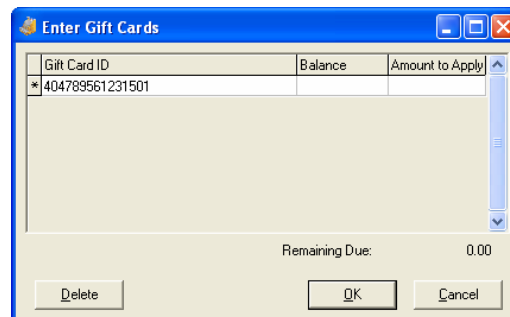 Enter Gift Cards
Gift Card ID Balance Amount to Apply
* 404789561231501
Remaining Due: 0.00
Delete OK Cancel